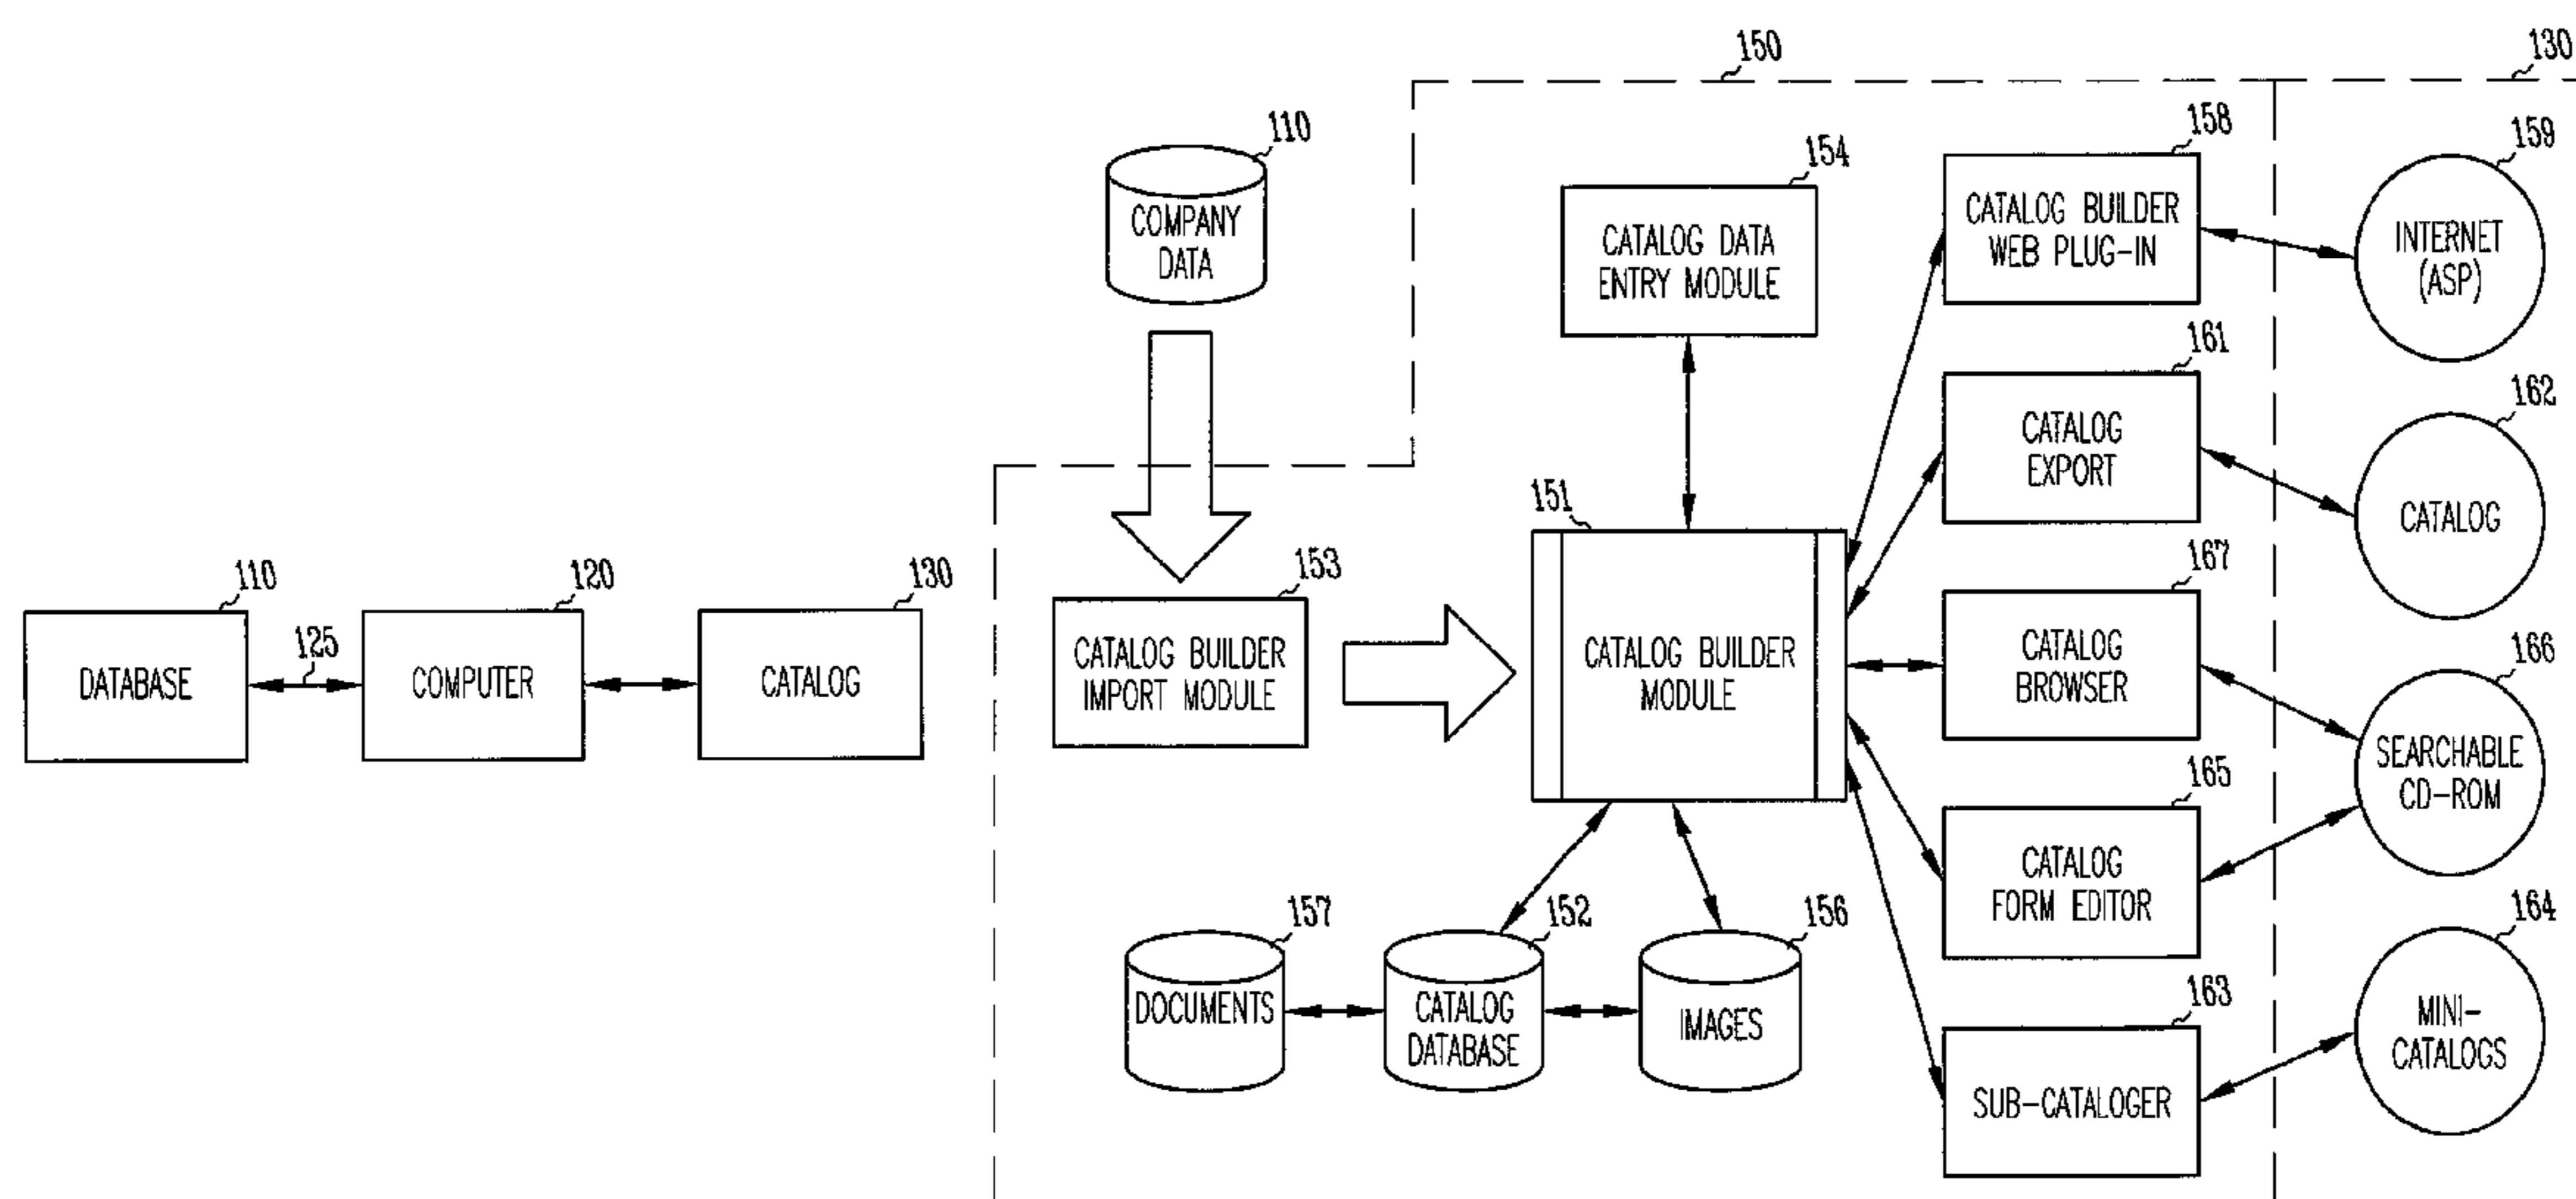 110
DATABASE
125
120
COMPUTER
130
CATALOG
150
130
110
COMPANY
DATA
153
CATALOG BUILDER
IMPORT MODULE
154
CATALOG DATA
ENTRY MODULE
151
CATALOG BUILDER
MODULE
157
DOCUMENTS
152
CATALOG
DATABASE
156
IMAGES
158
CATALOG BUILDER
WEB PLUG-IN
161
CATALOG
EXPORT
167
CATALOG
BROWSER
165
CATALOG
FORM EDITOR
163
SUB-CATALOGER
159
INTERNET
(ASP)
162
CATALOG
166
SEARCHABLE
CD-ROM
164
MINI-
CATALOGS